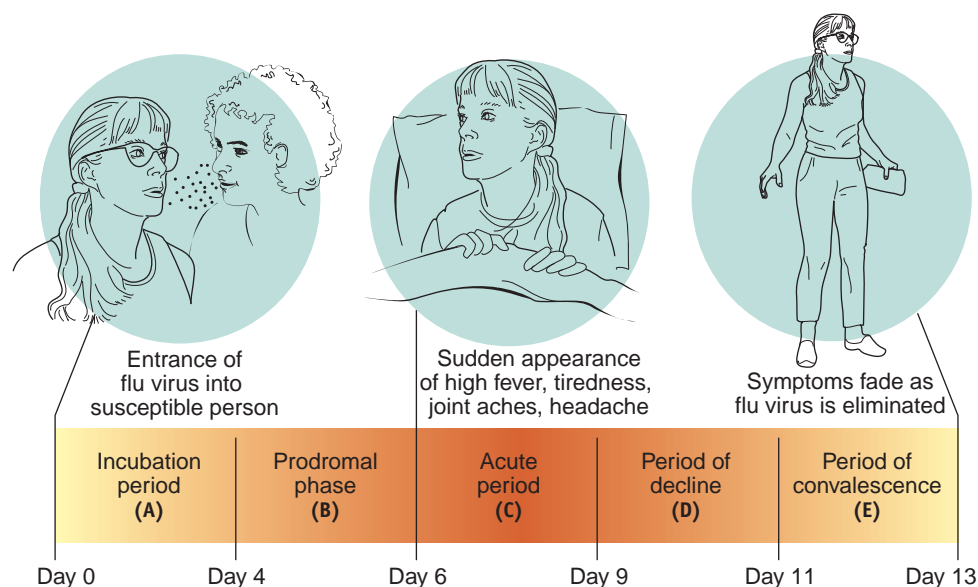 Entrance of
flu virus into
susceptible person
Sudden appearance
of high fever, tiredness,
joint aches, headache
Symptoms fade as
flu virus is eliminated
Incubation
period
(A)
Prodromal
phase
(B)
Acute
period
(C)
Period of
decline
(D)
Period of
convalescence
(E)
Day 0
Day 4
Day 6
Day 9
Day 11
Day 13